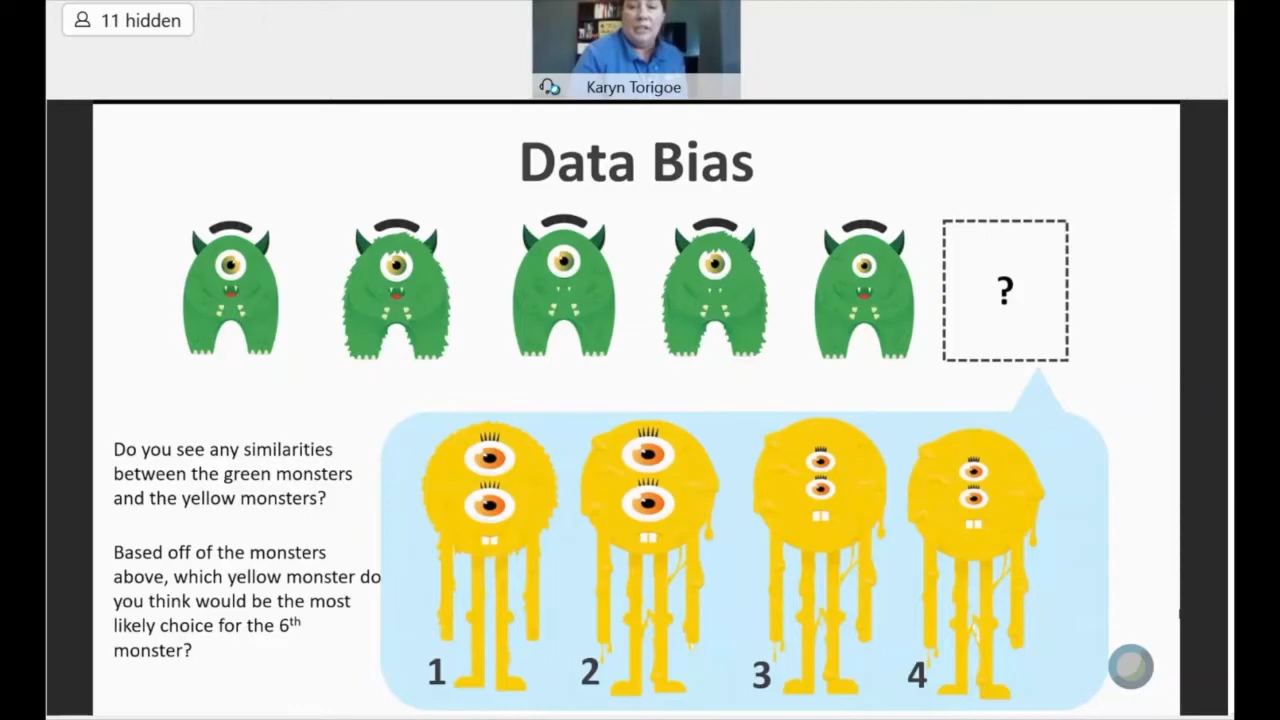 11 hidden
Karyn Torigoe
Data Bias
?
Do you see any similarities
between the green monsters
and the yellow monsters?
Based off of the monsters
above, which yellow monster do
you think would be the most
likely choice for the 6th
monster?
1
2
3
4